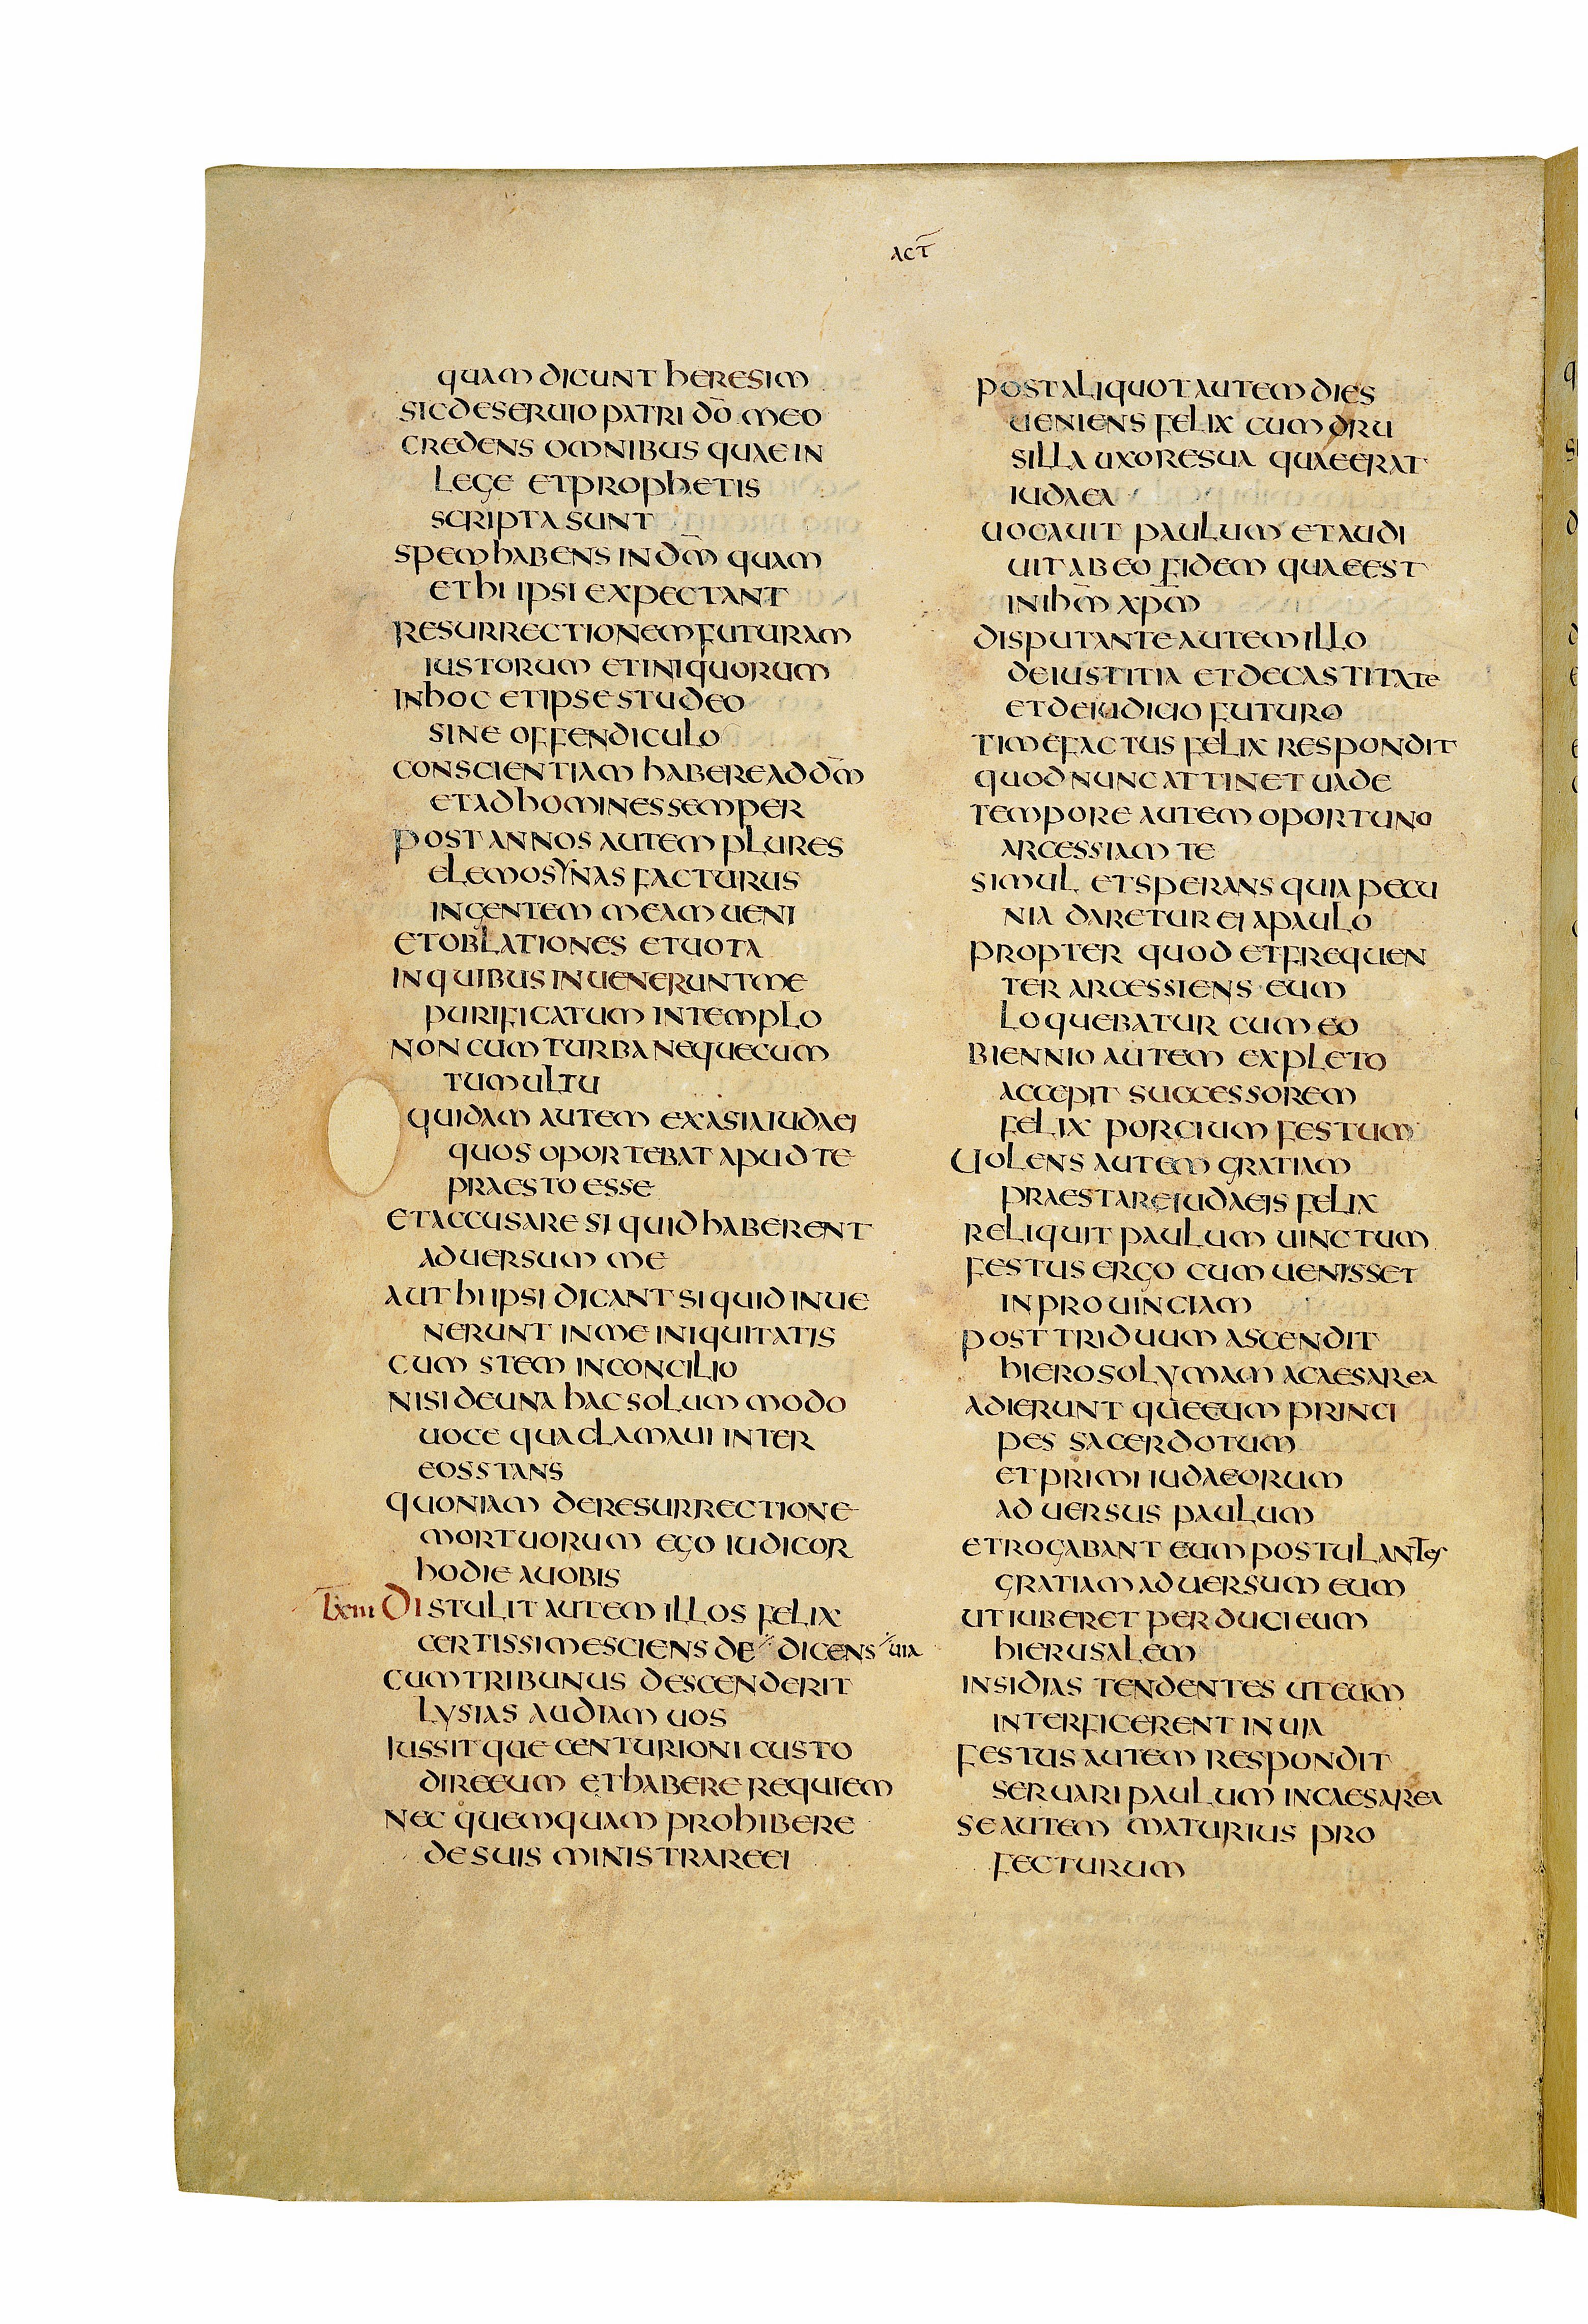 ACT̅
quam dicunt heresim
sic deseruio patri do̅ meo
credens omnibus quae in
lege et prophetis
scripta sunt
spem habens in dm̅ quam
et hi ipsi expectant
resurrectionem futuram
iustorum et iniquorum
in hoc et ipse studeo
sine offendiculo
conscientiam habere ad dm̅
et ad homines semper
post annos autem plures
elemosynas facturus
in gentem meam ueni
et oblationes et uota
in quibus inuenerunt me
purificatum in templo
non cum turba neque cum
tumultu
quidam autem ex asia iudaei
quos oportebat apud te
praesto esse
et accusare si quid haberent
aduersum me
aut hi ipsi dicant si quid inue
nerunt in me iniquitatis
cum stem in concilio
nisi de una hac solum modo
uoce qua clamaui inter
eos stans
quoniam de resurrectione
mortuorum ego iudicor
hodie a uobis
lxiii Distulit autem illos felix
certissime sciens de dicens uia
cum tribunus descenderit
lysias audiam uos
iussitque centurioni custo
dire eum et habere requiem
nec quemquam prohibere
de suis ministrare ei
post aliquot autem dies
ueniens felix cum dru
silla uxore sua quae erat
iudaea
uocauit paulum et audi
uit ab eo fidem quae est
in ihm̅ xpm̅
disputante autem illo
de iustitia et de castitate
et de iudicio futuro
timefactus felix respondit
quod nunc attinet uade
tempore autem oportuno
arcessiam te
simul et sperans quia pecu
nia daretur ei a paulo
propter quod et frequen
ter arcessiens eum
loquebatur cum eo
biennio autem expleto
accepit successorem
felix porcium festum
Uolens autem gratiam
praestare iudaeis felix
reliquit paulum uinctum
festus ergo cum uenisset
in prouinciam
post triduum ascendit
hierosolymam a caesarea
adieruntque eum princi
pes sacerdotum
et primi iudaeorum
aduersus paulum
et rogabant eum postulantes
gratiam aduersum eum
ut iuberet perduci eum
hierusalem
insidias tendentes ut eum
interficerent in uia
festus autem respondit
seruari paulum in caesarea
se autem maturius pro
fecturum